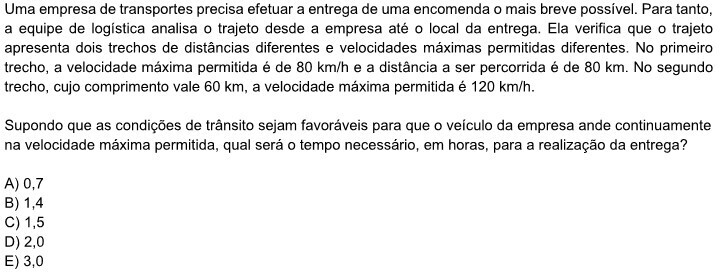 Uma empresa de transportes precisa efetuar a entrega de uma encomenda o mais breve possível. Para tanto,
a equipe de logística analisa o trajeto desde a empresa até o local da entrega. Ela verifica que o trajeto
apresenta dois trechos de distâncias diferentes e velocidades máximas permitidas diferentes. No primeiro
trecho, a velocidade máxima permitida é de 80 km/h e a distância a ser percorrida é de 80 km. No segundo
trecho, cujo comprimento vale 60 km, a velocidade máxima permitida é 120 km/h.
Supondo que as condições de trânsito sejam favoráveis para que o veículo da empresa ande continuamente
na velocidade máxima permitida, qual será o tempo necessário, em horas, para a realização da entrega?
A) 0,7
B) 1,4
C) 1,5
D) 2,0
E) 3,0